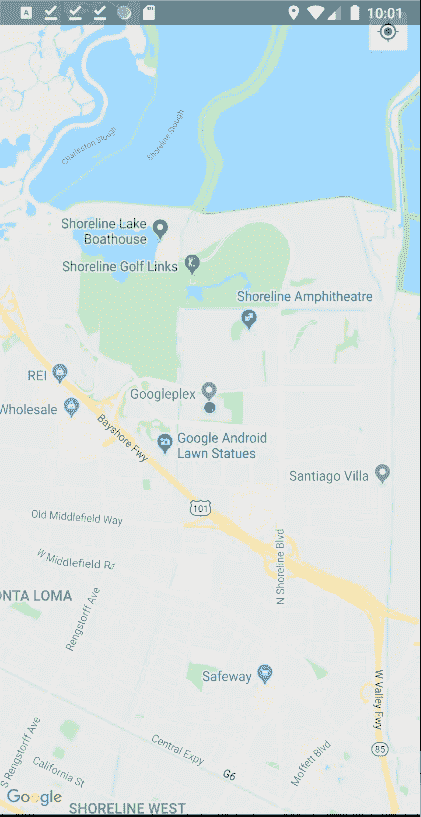 A
10:01
Charleston Slough
Shoreline Slough
Shoreline Lake
Boathouse
Shoreline Golf Links
Shoreline Amphitheatre
REI
Googleplex
Wholesale
Bayshore Fwy
Google Android
Lawn Statues
Santiago Villa
101
Old Middlefield Way
W Middlefield Rd
N Shoreline Blvd
ONTA LOMA
Rengstorff Ave
Safeway
W Valley Fwy
S Rengstorff Ave
Central Expy
G6
Moffett Blvd
85
California St
Google
SHORELINE WEST